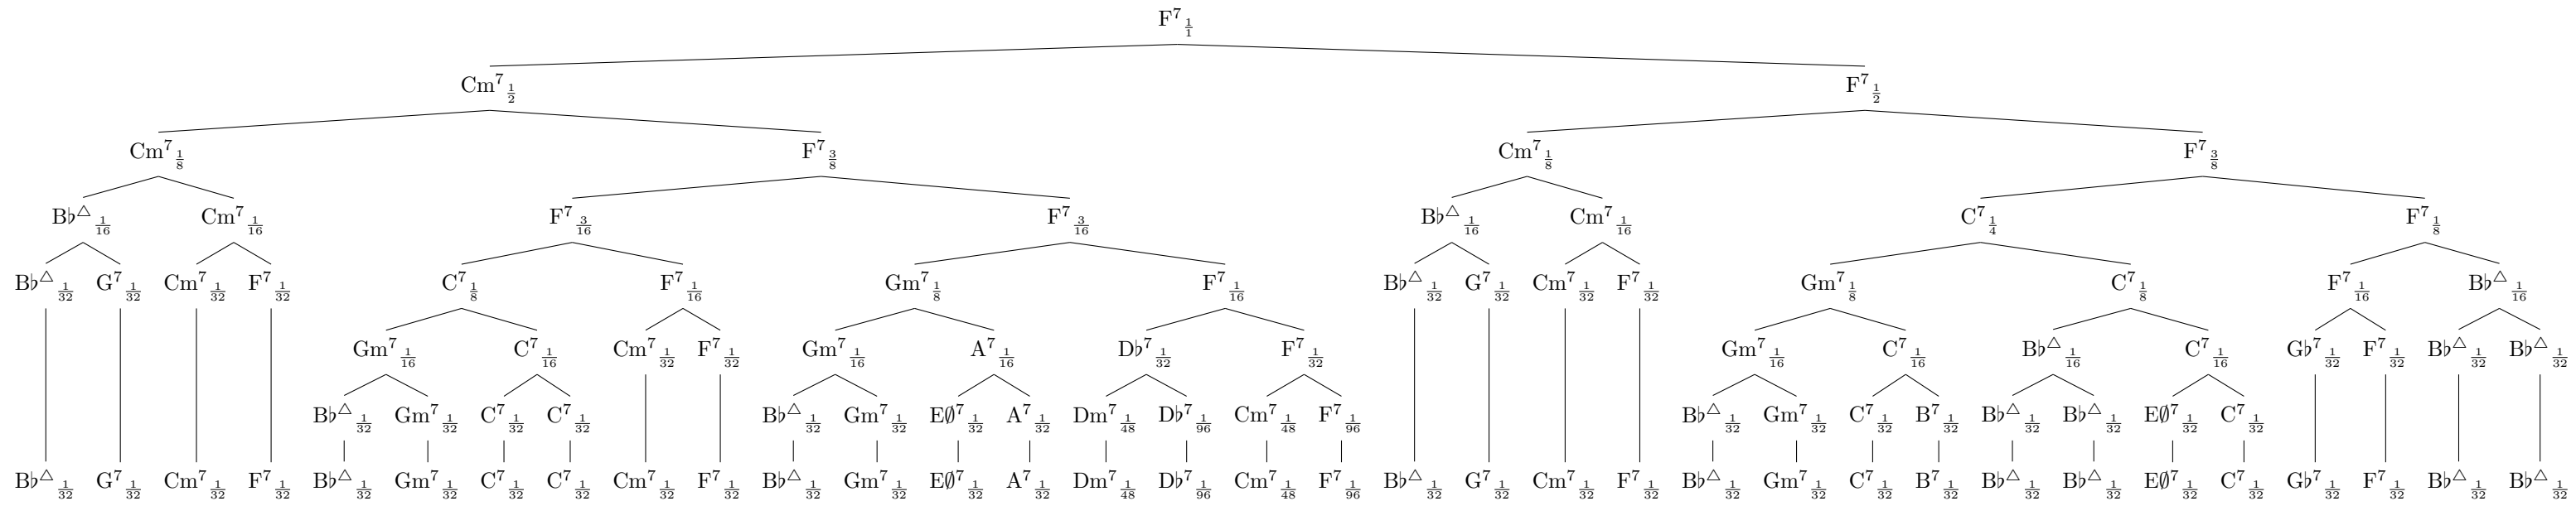 F⁷ 1/1
Cm⁷ 1/2 F⁷ 1/2
Cm⁷ 1/8 F⁷ 3/8 Cm⁷ 1/8 F⁷ 3/8
B♭△ 1/16 Cm⁷ 1/16 F⁷ 3/16 F⁷ 3/16 B♭△ 1/16 Cm⁷ 1/16 C⁷ 1/4 F⁷ 1/8
B♭△ 1/32 G⁷ 1/32 Cm⁷ 1/32 F⁷ 1/32 C⁷ 1/8 F⁷ 1/16 Gm⁷ 1/8 F⁷ 1/16 B♭△ 1/32 G⁷ 1/32 Cm⁷ 1/32 F⁷ 1/32 Gm⁷ 1/8 C⁷ 1/8 F⁷ 1/16 B♭△ 1/16
Gm⁷ 1/16 C⁷ 1/16 Cm⁷ 1/32 F⁷ 1/32 Gm⁷ 1/16 A⁷ 1/16 D♭⁷ 1/32 F⁷ 1/32 Gm⁷ 1/16 C⁷ 1/16 B♭△ 1/16 C⁷ 1/16 G♭⁷ 1/32 F⁷ 1/32 B♭△ 1/32 B♭△ 1/32
B♭△ 1/32 Gm⁷ 1/32 C⁷ 1/32 C⁷ 1/32 B♭△ 1/32 Gm⁷ 1/32 E∅⁷ 1/32 A⁷ 1/32 Dm⁷ 1/48 D♭⁷ 1/96 Cm⁷ 1/48 F⁷ 1/96 B♭△ 1/32 Gm⁷ 1/32 C⁷ 1/32 B⁷ 1/32 B♭△ 1/32 B♭△ 1/32 E∅⁷ 1/32 C⁷ 1/32
B♭△ 1/32 G⁷ 1/32 Cm⁷ 1/32 F⁷ 1/32 B♭△ 1/32 Gm⁷ 1/32 C⁷ 1/32 C⁷ 1/32 Cm⁷ 1/32 F⁷ 1/32 B♭△ 1/32 Gm⁷ 1/32 E∅⁷ 1/32 A⁷ 1/32 Dm⁷ 1/48 D♭⁷ 1/96 Cm⁷ 1/48 F⁷ 1/96 B♭△ 1/32 G⁷ 1/32 Cm⁷ 1/32 F⁷ 1/32 B♭△ 1/32 Gm⁷ 1/32 C⁷ 1/32 B⁷ 1/32 B♭△ 1/32 B♭△ 1/32 E∅⁷ 1/32 C⁷ 1/32 G♭⁷ 1/32 F⁷ 1/32 B♭△ 1/32 B♭△ 1/32